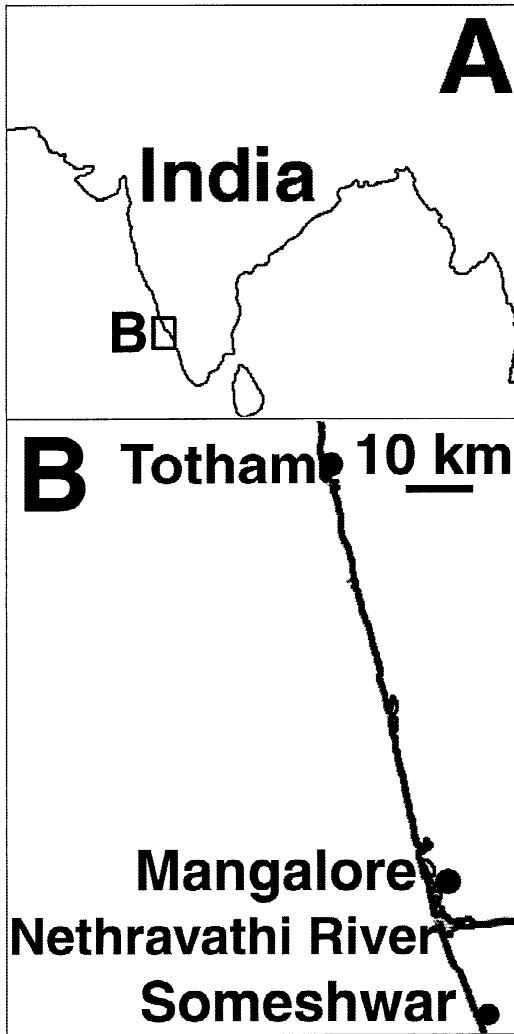 A
India
B
B
Totham 10 km
Mangalore
Nethravathi River
Someshwar